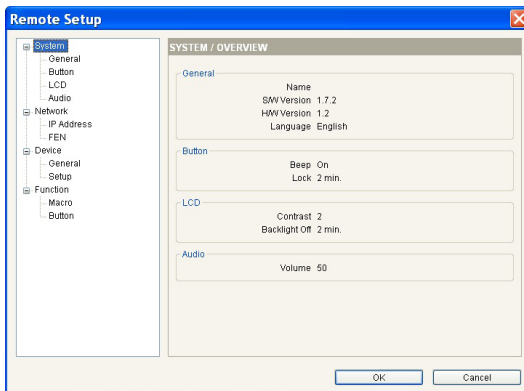 Remote Setup
System
General
Button
LCD
Audio
Network
IP Address
FEN
Device
General
Setup
Function
Macro
Button
SYSTEM / OVERVIEW
General
Name
S/W Version 1.7.2
H/W Version 1.2
Language English
Button
Beep On
Lock 2 min.
LCD
Contrast 2
Backlight Off 2 min.
Audio
Volume 50
OK
Cancel